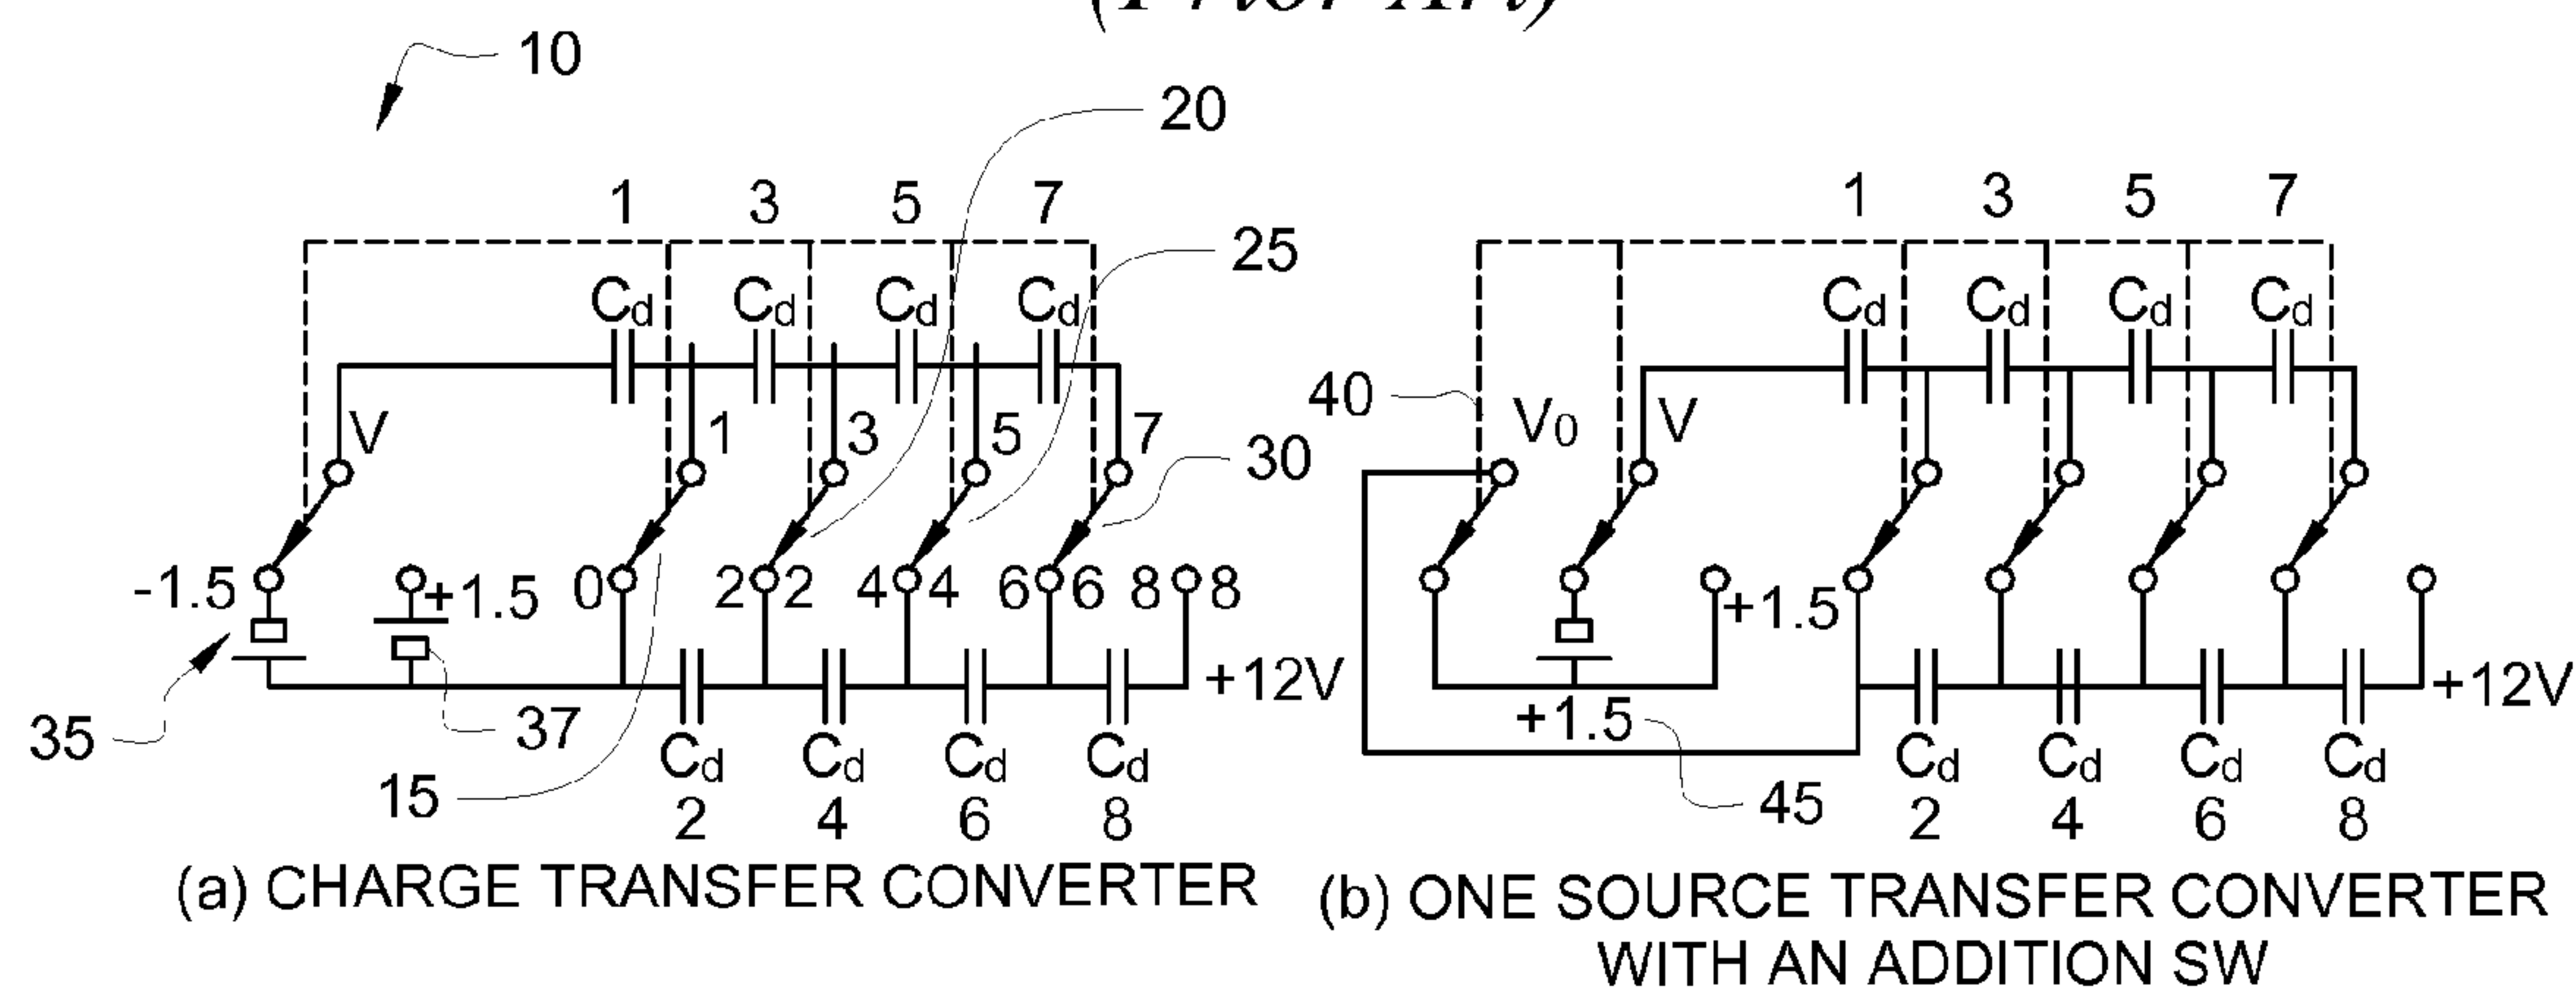 (Prior Art)
10
20
1 3 5 7
1 3 5 7
25
Cd Cd Cd Cd
Cd Cd Cd Cd
40
V 1 3 5 7
V0 V
30
-1.5 +1.5 0 2 2 4 4 6 6 8 8
+1.5
+12V
+12V
35
37
+1.5
15
Cd Cd Cd Cd
Cd Cd Cd Cd
45
2 4 6 8
2 4 6 8
(a) CHARGE TRANSFER CONVERTER
(b) ONE SOURCE TRANSFER CONVERTER
WITH AN ADDITION SW